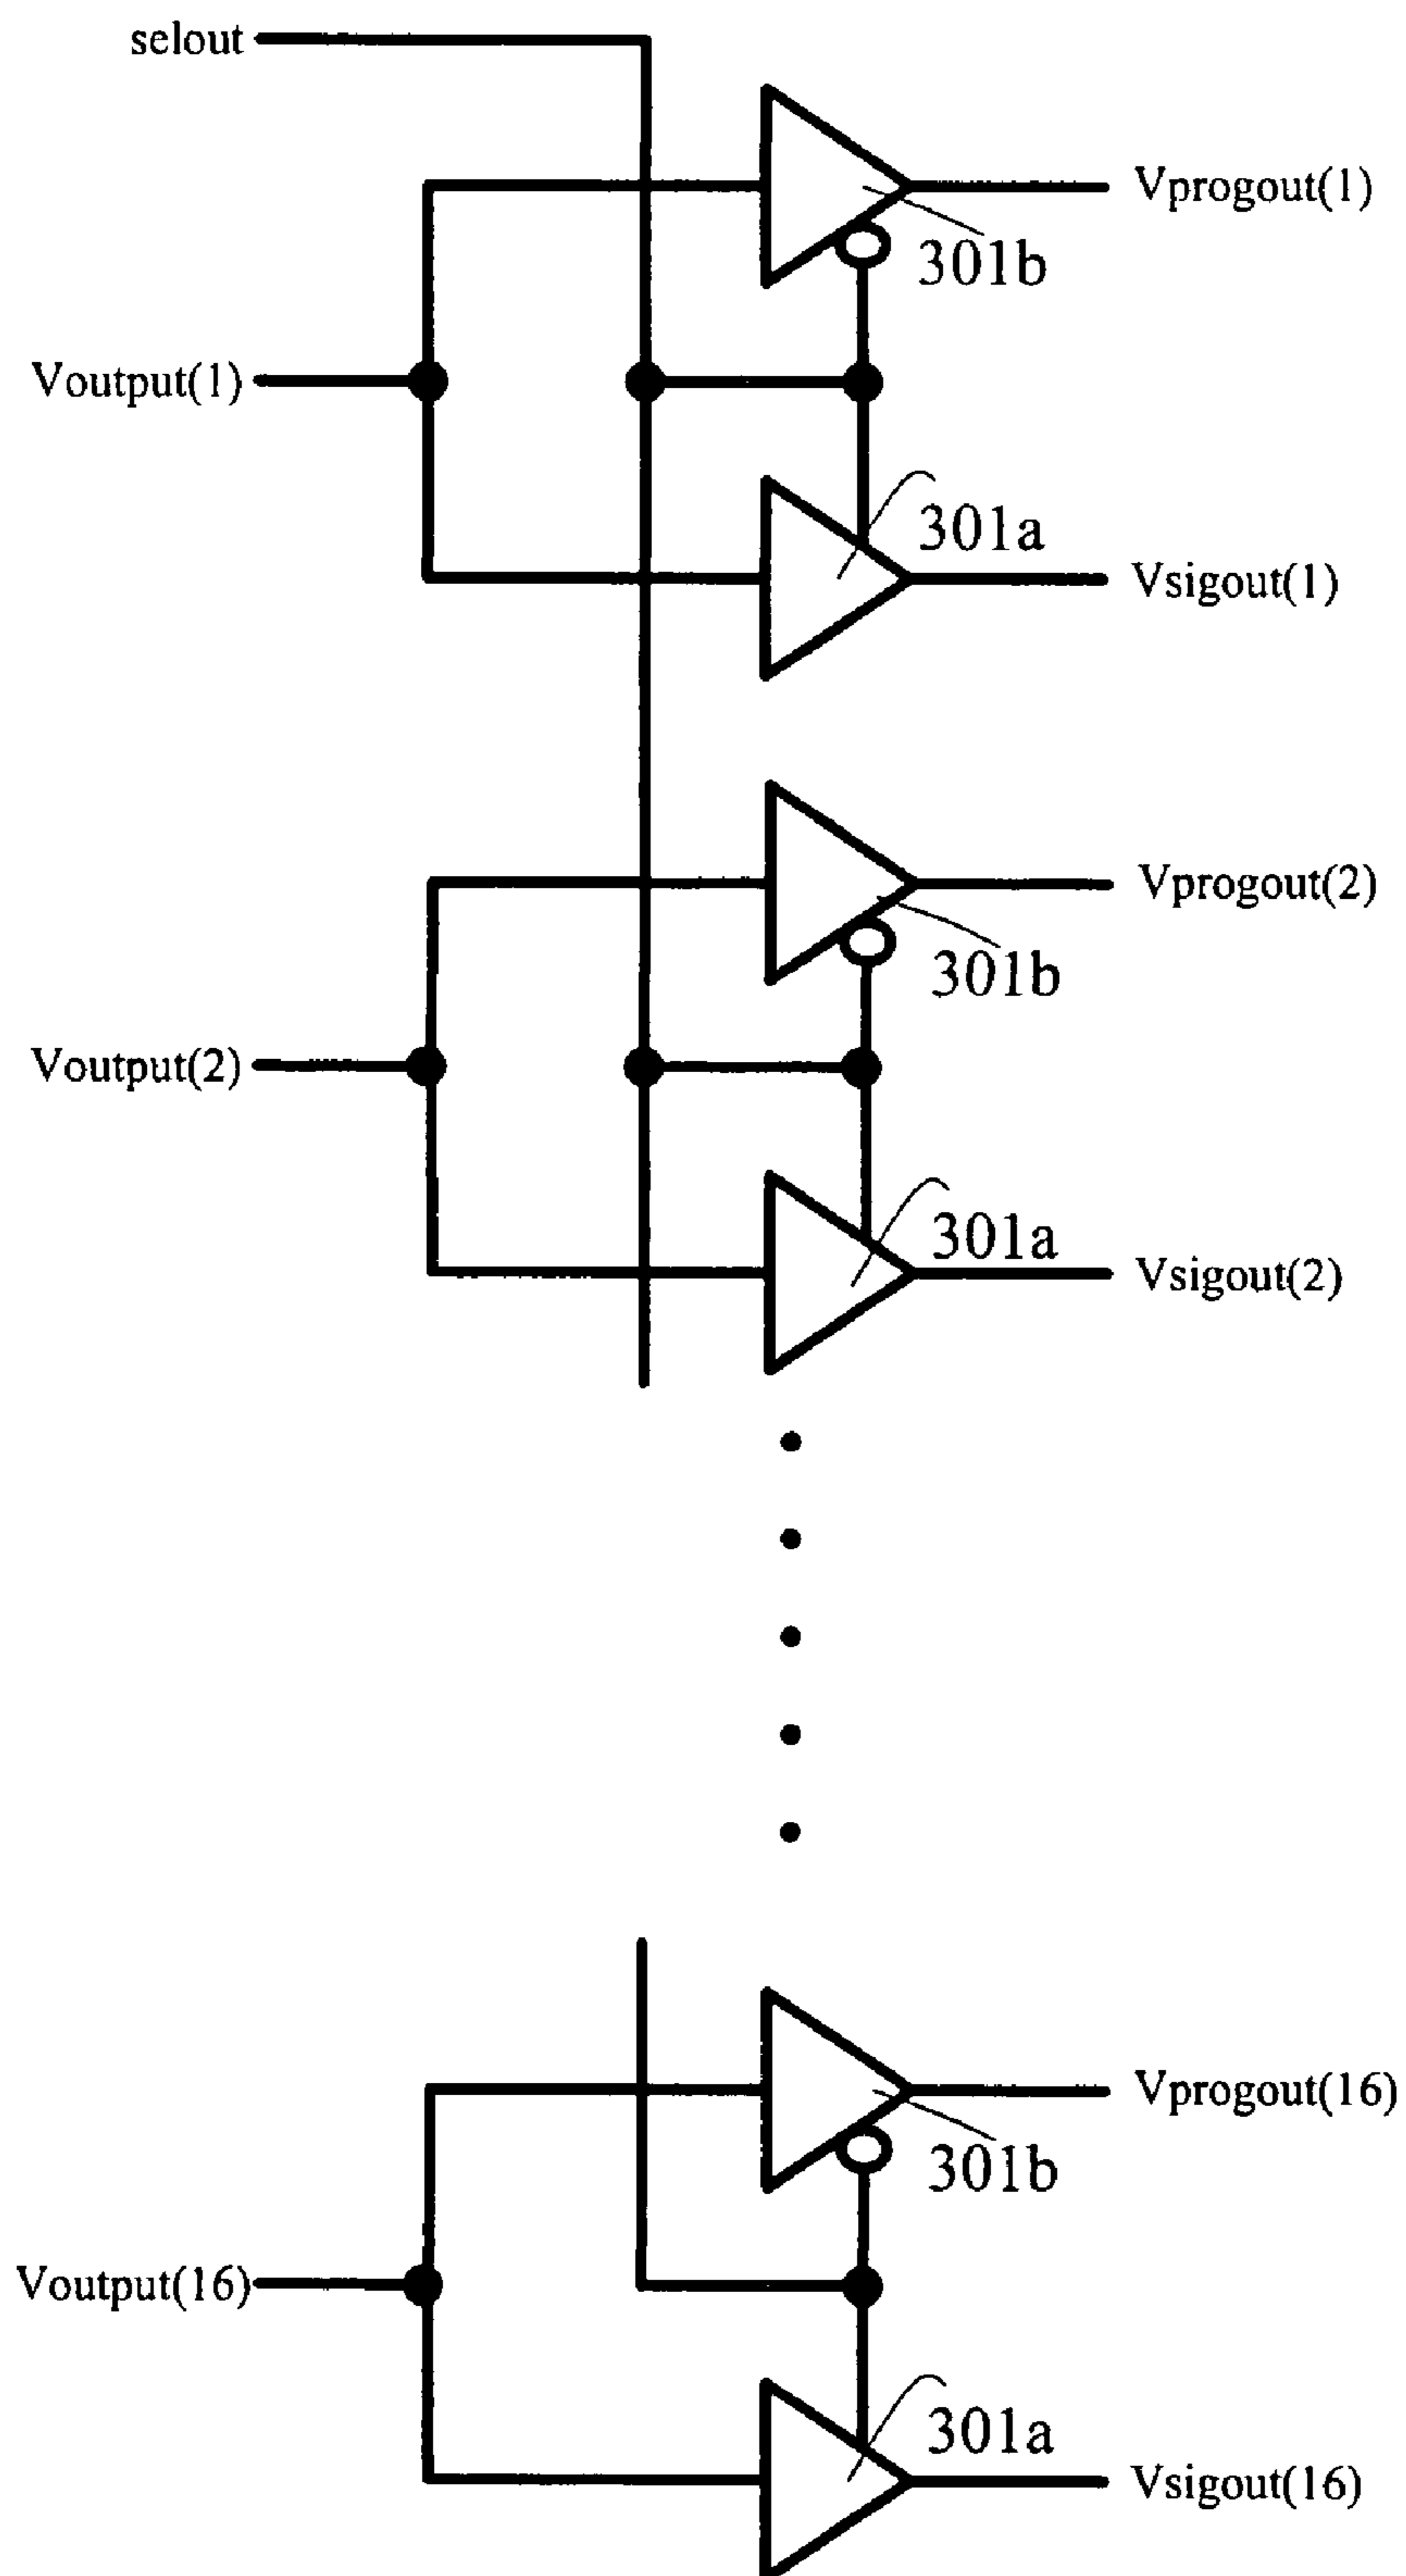 selout
Vprogout(1)
301b
Voutput(1)
301a
Vsigout(1)
Vprogout(2)
301b
Voutput(2)
301a
Vsigout(2)
Vprogout(16)
301b
Voutput(16)
301a
Vsigout(16)